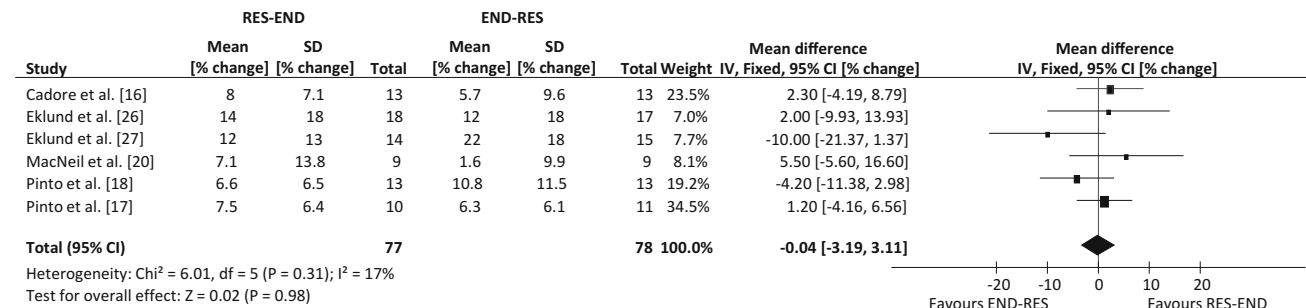 RES-END END-RES
Mean SD Mean SD Mean difference Mean difference
Study [% change] [% change] Total [% change] [% change] Total Weight IV, Fixed, 95% CI [% change] IV, Fixed, 95% CI [% change]
Cadore et al. [16] 8 7.1 13 5.7 9.6 13 23.5% 2.30 [-4.19, 8.79]
Eklund et al. [26] 14 18 18 12 18 17 7.0% 2.00 [-9.93, 13.93]
Eklund et al. [27] 12 13 14 22 18 15 7.7% -10.00 [-21.37, 1.37]
MacNeil et al. [20] 7.1 13.8 9 1.6 9.9 9 8.1% 5.50 [-5.60, 16.60]
Pinto et al. [18] 6.6 6.5 13 10.8 11.5 13 19.2% -4.20 [-11.38, 2.98]
Pinto et al. [17] 7.5 6.4 10 6.3 6.1 11 34.5% 1.20 [-4.16, 6.56]
Total (95% CI) 77 78 100.0% -0.04 [-3.19, 3.11]
Heterogeneity: Chi² = 6.01, df = 5 (P = 0.31); I² = 17%
Test for overall effect: Z = 0.02 (P = 0.98)
-20 -10 0 10 20
Favours END-RES Favours RES-END